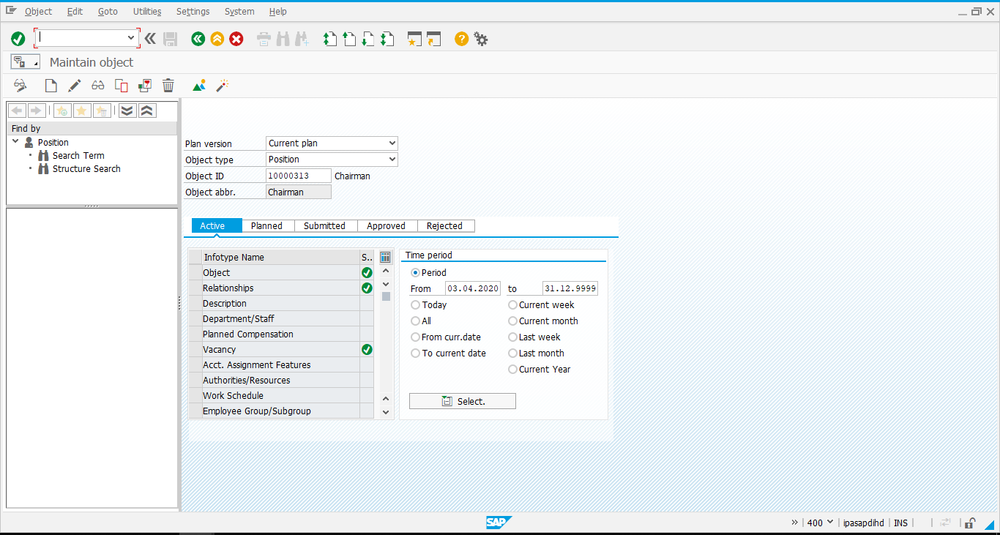 Object Edit Goto Utilities Settings System Help
Maintain object
Find by
Position
Search Term
Structure Search
Plan version Current plan
Object type Position
Object ID 10000313 Chairman
Object abbr. Chairman
Active Planned Submitted Approved Rejected
Infotype Name S..
Object
Relationships
Description
Department/Staff
Planned Compensation
Vacancy
Acct. Assignment Features
Authorities/Resources
Work Schedule
Employee Group/Subgroup
Time period
Period
From 03.04.2020 to 31.12.9999
Today Current week
All Current month
From curr.date Last week
To current date Last month
Current Year
Select.
SAP
400 ipasapdihd INS